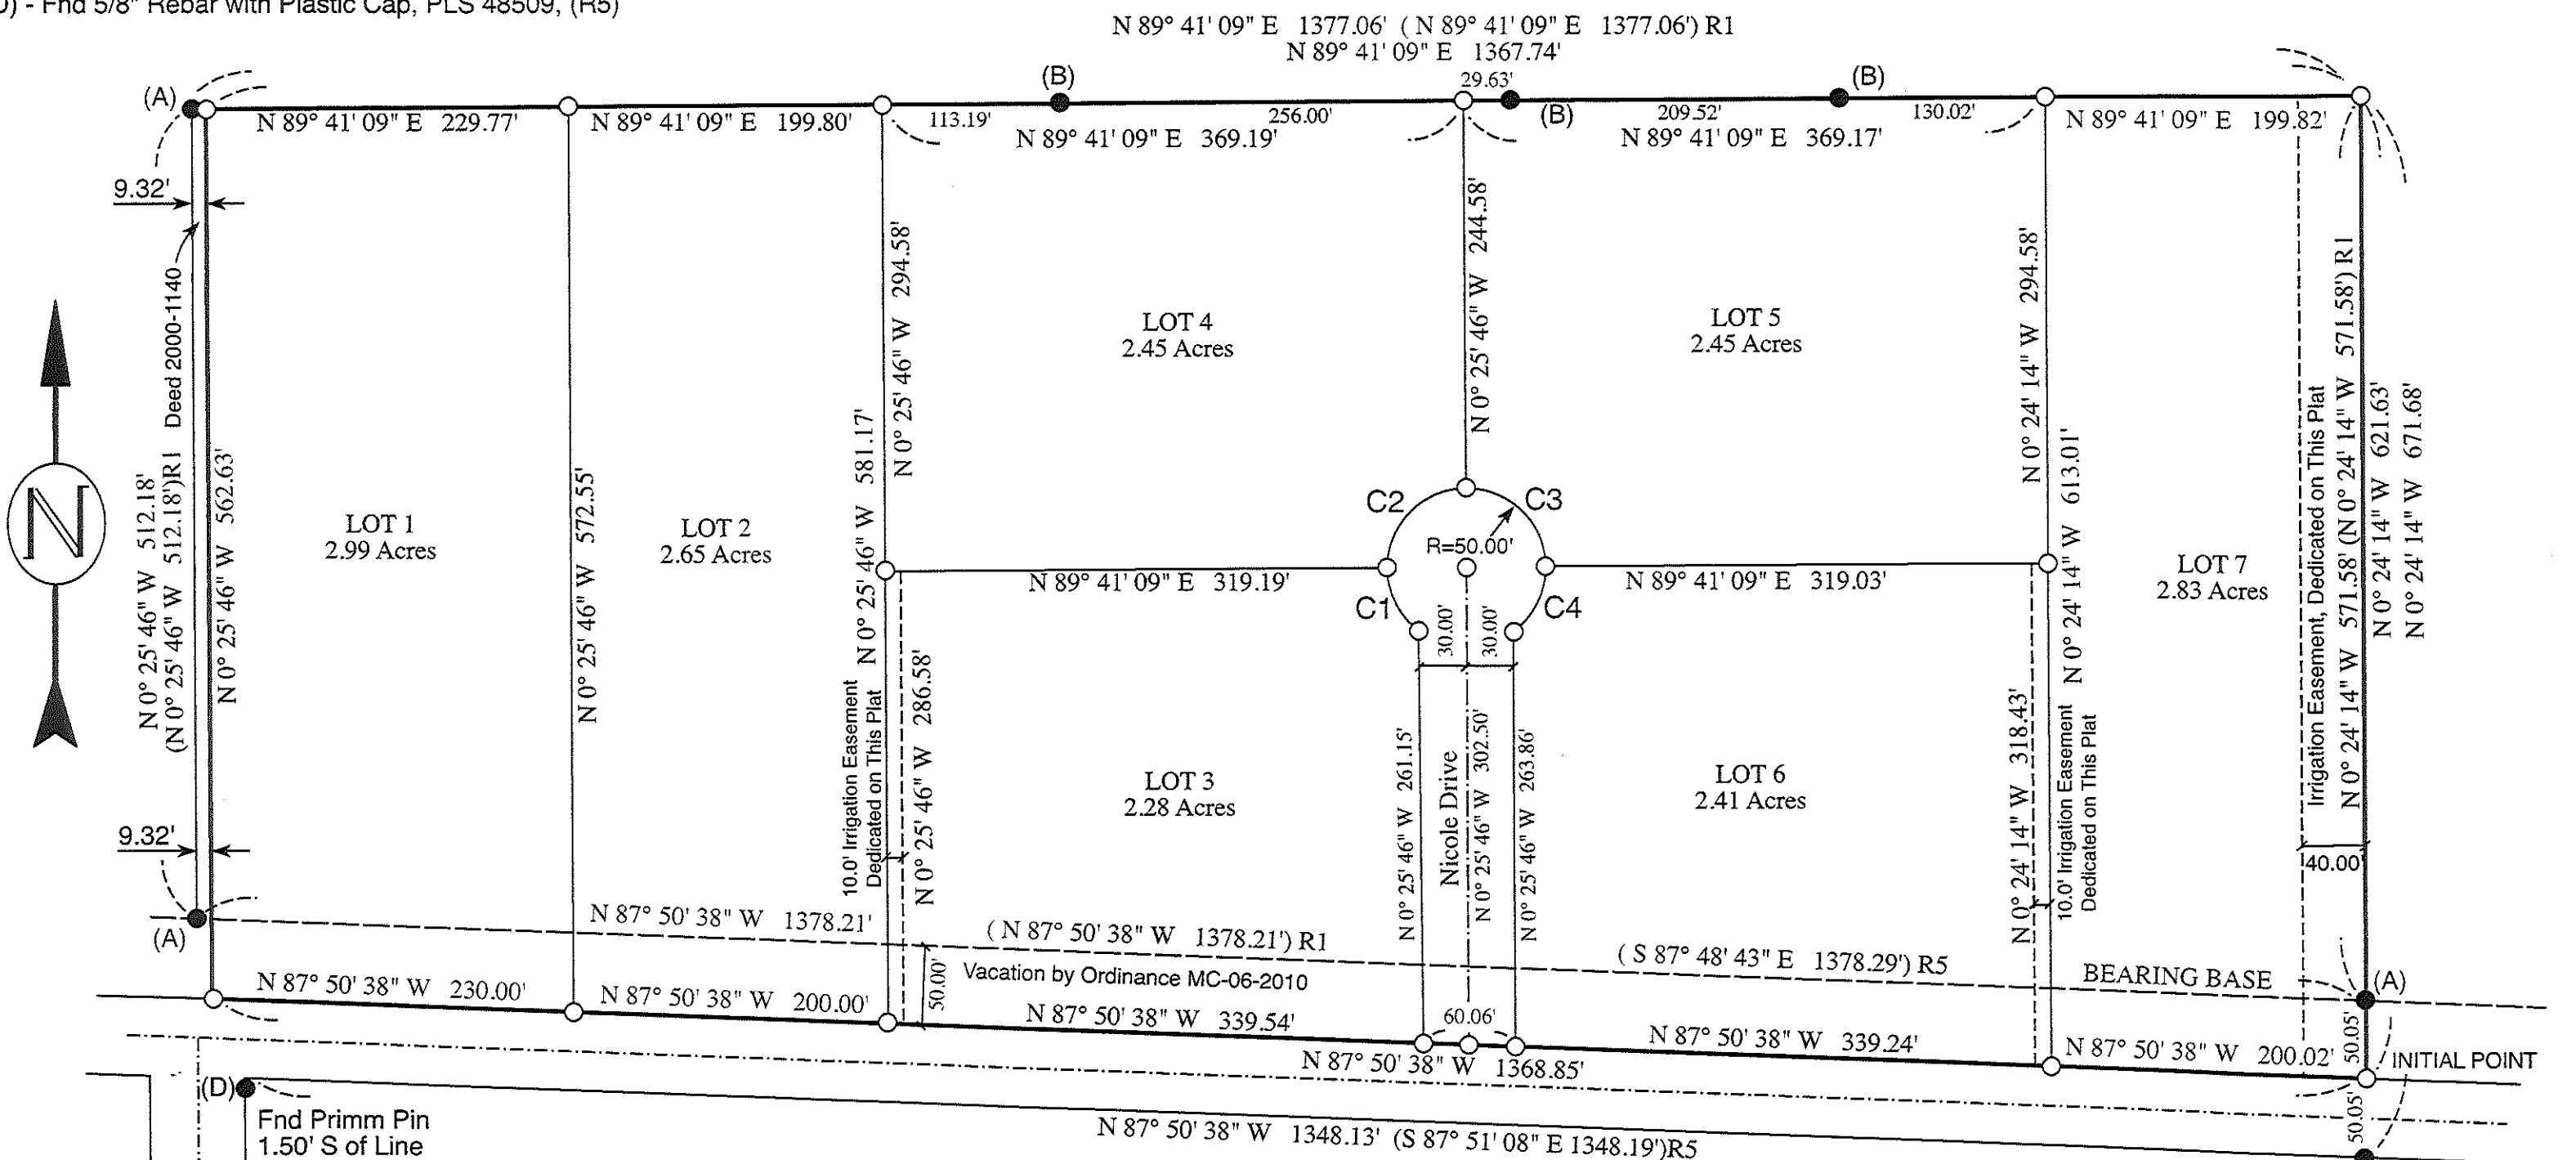 D) - Fnd 5/8" Rebar with Plastic Cap, PLS 48509, (R5)
N 89° 41' 09" E 1377.06' ( N 89° 41' 09" E 1377.06') R1
N 89° 41' 09" E 1367.74'
(A)
(B)
29.63'
(B)
(B)
N 89° 41' 09" E 229.77'
N 89° 41' 09" E 199.80'
113.19'
256.00'
209.52'
130.02'
N 89° 41' 09" E 199.82'
N 89° 41' 09" E 369.19'
N 89° 41' 09" E 369.17'
9.32'
Deed 2000-1140
N 0° 25' 46" W 512.18'
(N 0° 25' 46" W 512.18')R1
N 0° 25' 46" W 562.63'
LOT 1
2.99 Acres
N 0° 25' 46" W 572.55'
LOT 2
2.65 Acres
N 0° 25' 46" W 581.17'
N 0° 25' 46" W 294.58'
LOT 4
2.45 Acres
N 0° 25' 46" W 244.58'
LOT 5
2.45 Acres
N 0° 24' 14" W 294.58'
N 0° 24' 14" W 613.01'
LOT 7
2.83 Acres
Irrigation Easement, Dedicated on This Plat
N 0° 24' 14" W 571.58' (N 0° 24' 14" W 571.58') R1
N 0° 24' 14" W 621.63'
N 0° 24' 14" W 671.68'
N
C2
C3
R=50.00'
C1
C4
N 89° 41' 09" E 319.19'
N 89° 41' 09" E 319.03'
30.00'
30.00'
10.0' Irrigation Easement
Dedicated on This Plat
N 0° 25' 46" W 286.58'
LOT 3
2.28 Acres
N 0° 25' 46" W 261.15'
Nicole Drive
N 0° 25' 46" W 302.50'
N 0° 25' 46" W 263.86'
LOT 6
2.41 Acres
N 0° 24' 14" W 318.43'
10.0' Irrigation Easement
Dedicated on This Plat
40.00'
9.32'
(A)
N 87° 50' 38" W 1378.21'
( N 87° 50' 38" W 1378.21') R1
( S 87° 48' 43" E 1378.29') R5
BEARING BASE
(A)
50.00'
Vacation by Ordinance MC-06-2010
N 87° 50' 38" W 230.00'
N 87° 50' 38" W 200.00'
N 87° 50' 38" W 339.54'
60.06'
N 87° 50' 38" W 339.24'
N 87° 50' 38" W 200.02'
50.05'
INITIAL POINT
N 87° 50' 38" W 1368.85'
(D)
Fnd Primm Pin
1.50' S of Line
N 87° 50' 38" W 1348.13' (S 87° 51' 08" E 1348.19')R5
50.05'